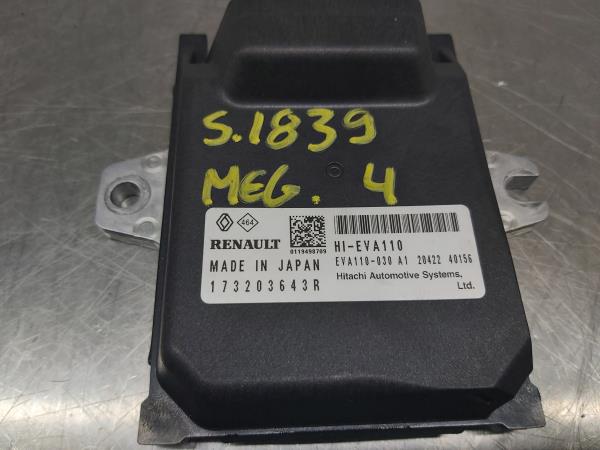 S.1839
MEG. 4
464
RENAULT
0119498709
HI-EVA110
EVA110-030 A1 20422 40156
MADE IN JAPAN
Hitachi Automotive Systems,
Ltd.
173203643R